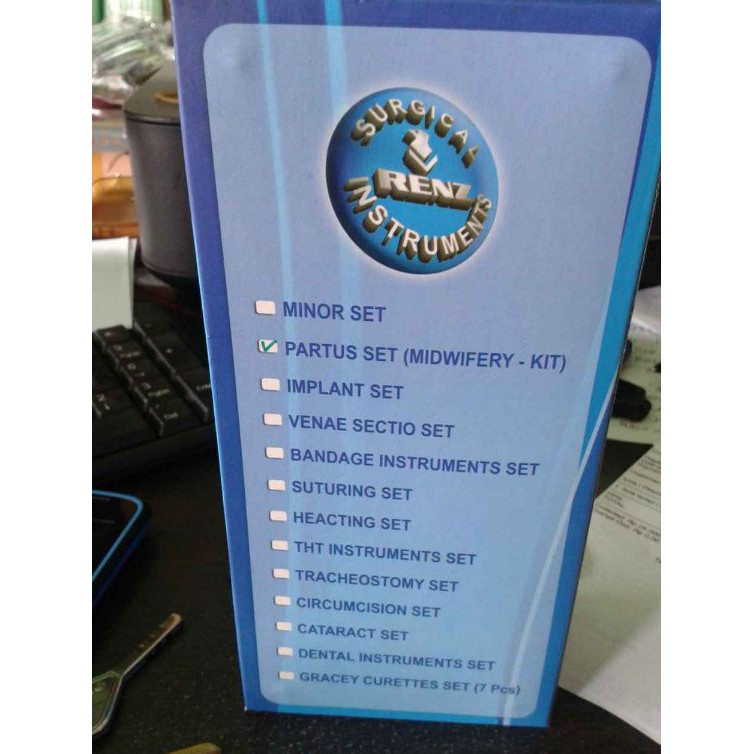 SURGICAL
RENZ
INSTRUMENTS
MINOR SET
PARTUS SET (MIDWIFERY - KIT)
IMPLANT SET
VENAE SECTIO SET
BANDAGE INSTRUMENTS SET
SUTURING SET
HEACTING SET
THT INSTRUMENTS SET
TRACHEOSTOMY SET
CIRCUMCISION SET
CATARACT SET
DENTAL INSTRUMENTS SET
GRACEY CURETTES SET (7 Pcs)